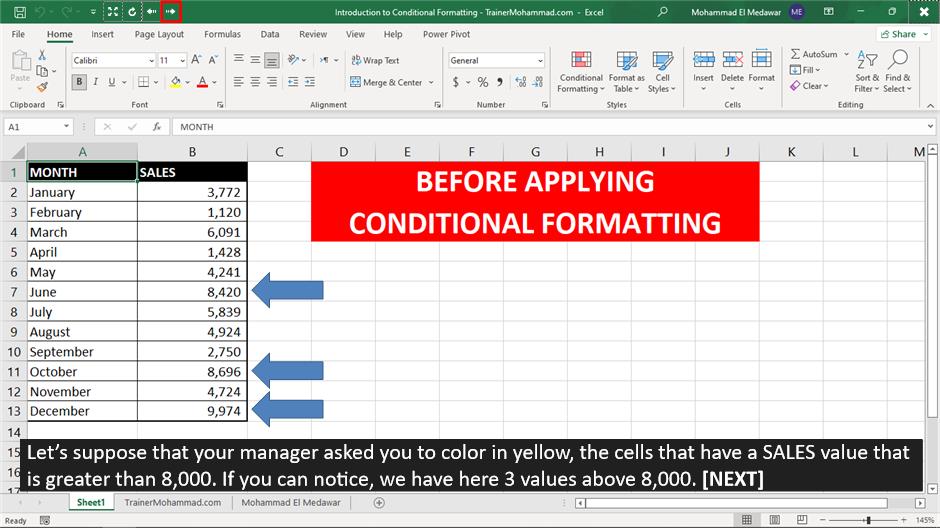 Introduction to Conditional Formatting - TrainerMohammad.com - Excel
Mohammad El Medawar ME
File Home Insert Page Layout Formulas Data Review View Help Power Pivot Share
Paste
Clipboard
Calibri 11 A A
B I U A
Font
Wrap Text
Merge & Center
Alignment
General
$ % 9
Number
Conditional Formatting
Format as Table
Cell Styles
Styles
Insert Delete Format
Cells
AutoSum
Fill
Clear
Sort & Filter
Find & Select
Editing
A1 fx MONTH
A B C D E F G H I J K L M
1 MONTH SALES
2 January 3,772
3 February 1,120
4 March 6,091
5 April 1,428
6 May 4,241
7 June 8,420
8 July 5,839
9 August 4,924
10 September 2,750
11 October 8,696
12 November 4,724
13 December 9,974
14
15
16
17
BEFORE APPLYING
CONDITIONAL FORMATTING
Let's suppose that your manager asked you to color in yellow, the cells that have a SALES value that
is greater than 8,000. If you can notice, we have here 3 values above 8,000. [NEXT]
Sheet1 TrainerMohammad.com Mohammad El Medawar
Ready 145%